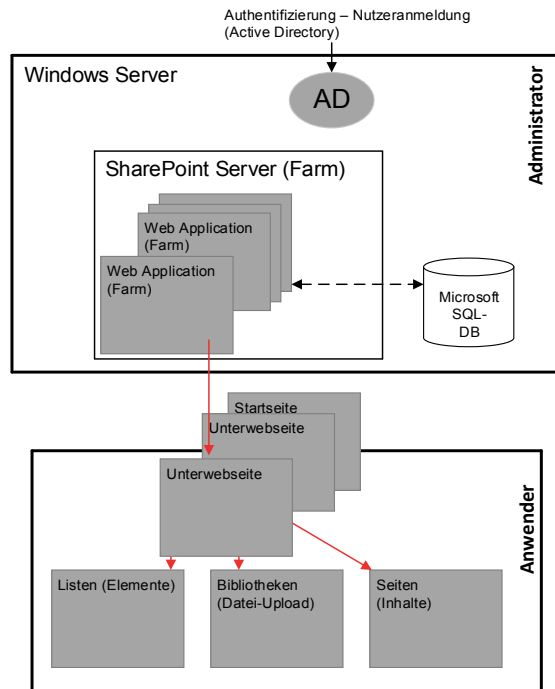 Authentifizierung – Nutzeranmeldung
(Active Directory)
Windows Server
AD
Administrator
SharePoint Server (Farm)
Web Application
(Farm)
Web Application
(Farm)
Microsoft
SQL-
DB
Startseite
Unterwebseite
Unterwebseite
Anwender
Listen (Elemente)
Bibliotheken
(Datei-Upload)
Seiten
(Inhalte)